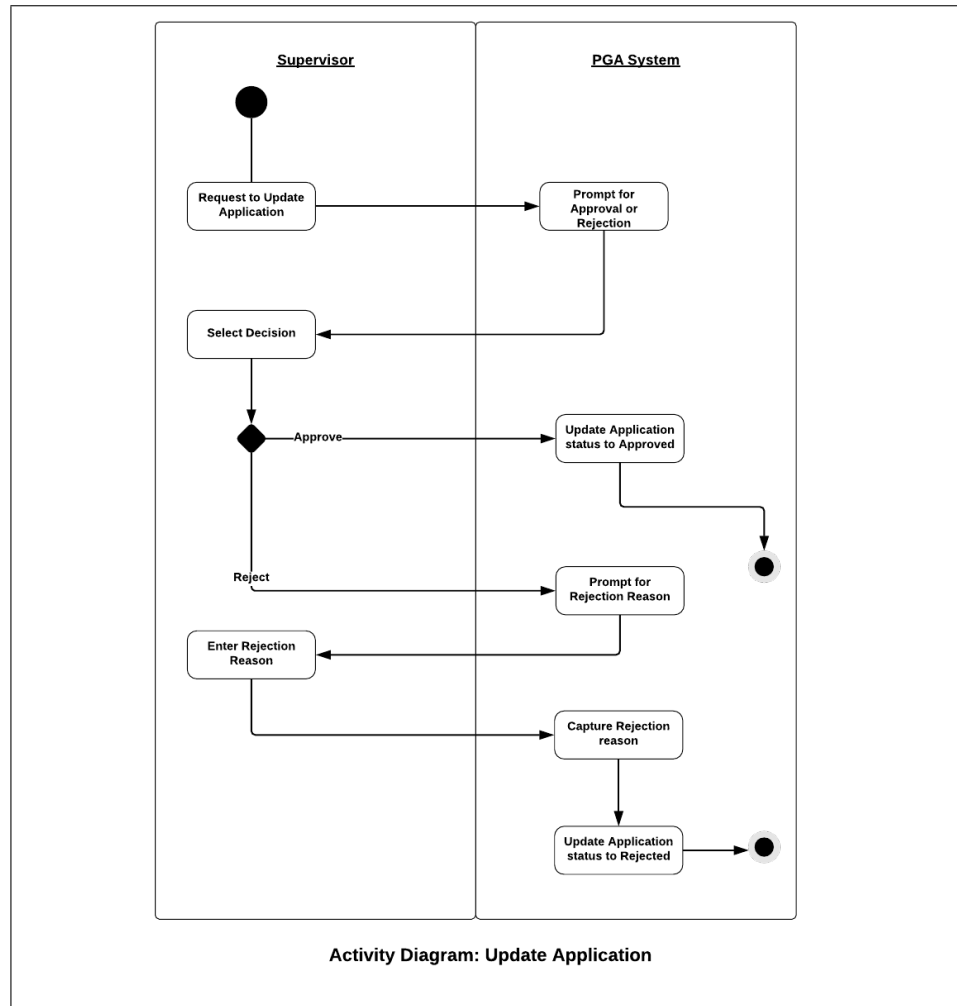 Supervisor
PGA System
Request to Update
Application
Prompt for
Approval or
Rejection
Select Decision
Approve
Update Application
status to Approved
Reject
Prompt for
Rejection Reason
Enter Rejection
Reason
Capture Rejection
reason
Update Application
status to Rejected
Activity Diagram: Update Application